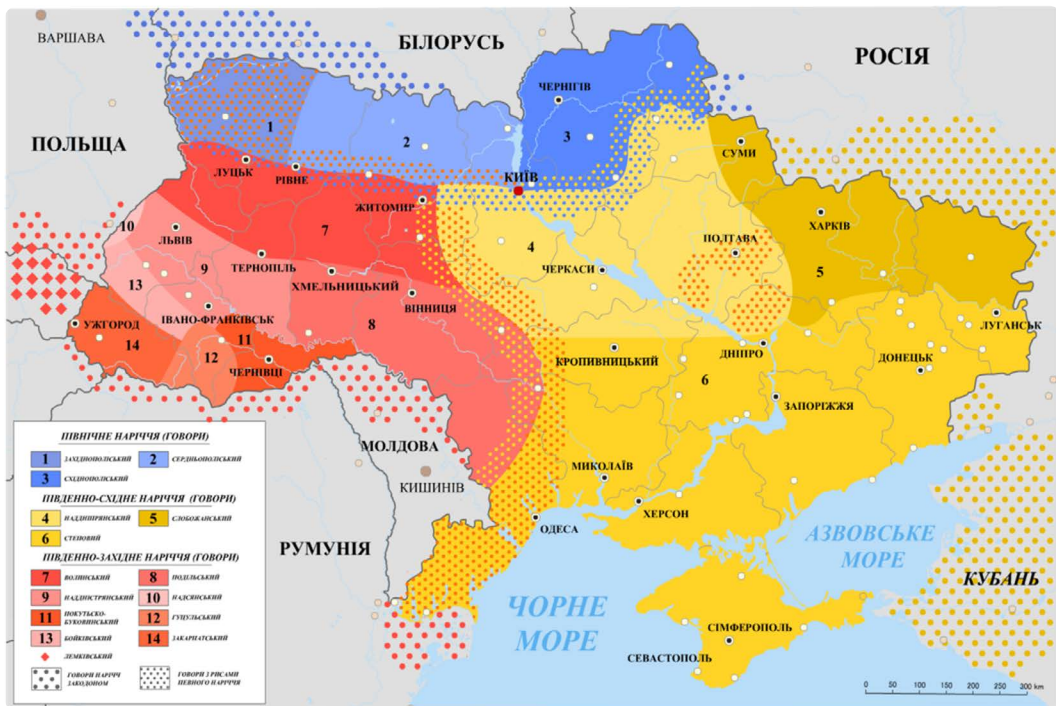 ВАРШАВА
БІЛОРУСЬ
РОСІЯ
ПОЛЬЩА
ЧЕРНІГІВ
1
2
3
СУМИ
ЛУЦЬК
РІВНЕ
КИЇВ
ЖИТОМИР
10
ЛЬВІВ
7
4
ПОЛТАВА
ХАРКІВ
9
ТЕРНОПІЛЬ
ЧЕРКАСИ
5
13
ХМЕЛЬНИЦЬКИЙ
ВІННИЦЯ
УЖГОРОД
ІВАНО-ФРАНКІВСЬК
8
ЛУГАНСЬК
14
11
12
ЧЕРНІВЦІ
КРОПИВНИЦЬКИЙ
ДНІПРО
ДОНЕЦЬК
6
ЗАПОРІЖЖЯ
МОЛДОВА
КИШИНІВ
МИКОЛАЇВ
ХЕРСОН
ОДЕСА
РУМУНІЯ
АЗВОВСЬКЕ
МОРЕ
КУБАНЬ
ЧОРНЕ
МОРЕ
СІМФЕРОПОЛЬ
СЕВАСТОПОЛЬ
ПІВНІЧНЕ НАРІЧЧЯ (ГОВОРИ)
1 ЗАХІДНОПОЛІСЬКИЙ 2 СЕРДНЬОПОЛІСЬКИЙ
3 СХІДНОПОЛІСЬКИЙ
ПІВДЕННО-СХІДНЕ НАРІЧЧЯ (ГОВОРИ)
4 НАДДНІПРЯНСЬКИЙ 5 СЛОБОЖАНСЬКИЙ
6 СТЕПОВИЙ
ПІВДЕННО-ЗАХІДНЕ НАРІЧЧЯ (ГОВОРИ)
7 ВОЛИНСЬКИЙ 8 ПОДІЛЬСЬКИЙ
9 НАДДНІСТРЯНСЬКИЙ 10 НАДСЯНСЬКИЙ
11 ПОКУТСЬКО-
БУКОВИНСЬКИЙ 12 ГУЦУЛЬСЬКИЙ
13 БОЙКІВСЬКИЙ 14 ЗАКАРПАТСЬКИЙ
ЛЕМКІВСЬКИЙ
ГОВОРИ НАРІЧЧ
ЗАКОДОНОМ
ГОВОРИ З РИСАМИ
ПЕВНОГО НАРІЧЧЯ
0 50 100 150 200 250 300 km